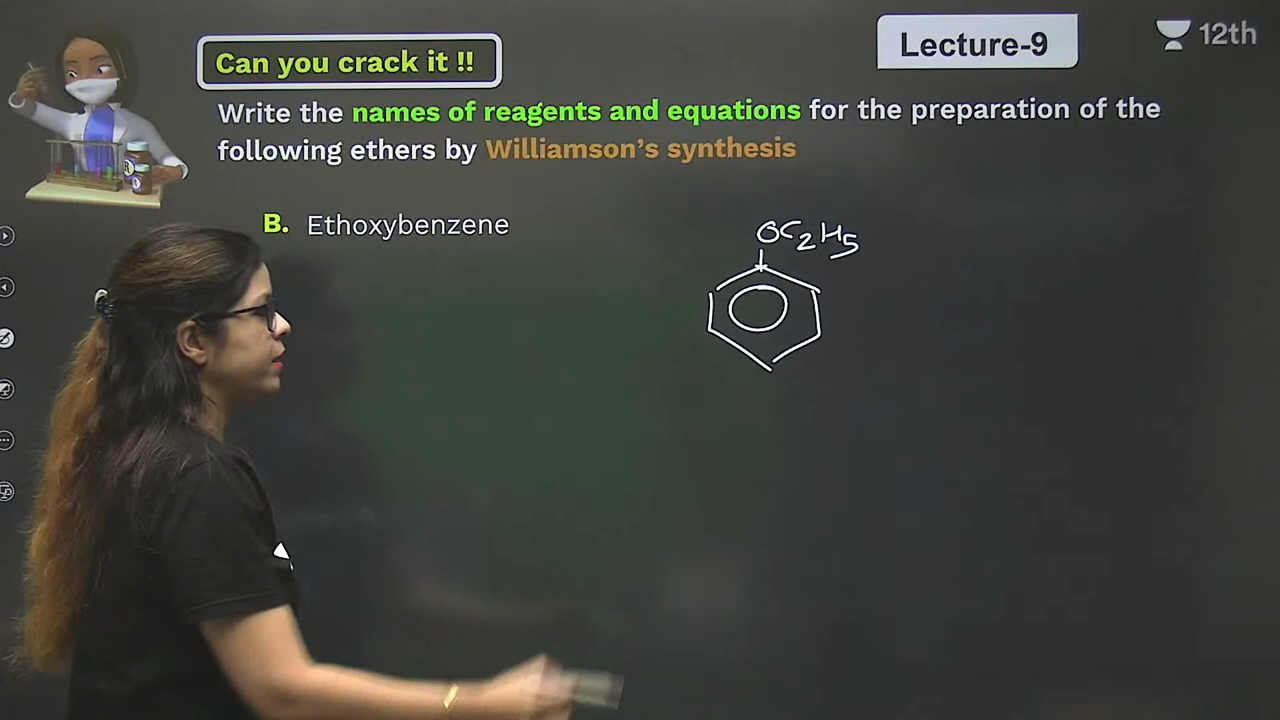 Lecture-9
12th
Can you crack it !!
Write the names of reagents and equations for the preparation of the
following ethers by Williamson's synthesis
B. Ethoxybenzene
OC2H5